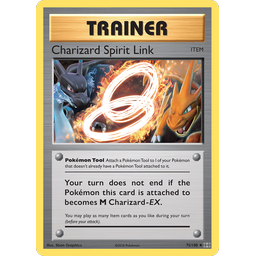 TRAINER
Charizard Spirit Link
ITEM
Pokémon Tool Attach a Pokémon Tool to 1 of your Pokémon
that doesn't already have a Pokémon Tool attached to it.
Your turn does not end if the
Pokémon this card is attached to
becomes M Charizard-EX.
You may play as many Item cards as you like during your turn
(before your attack).